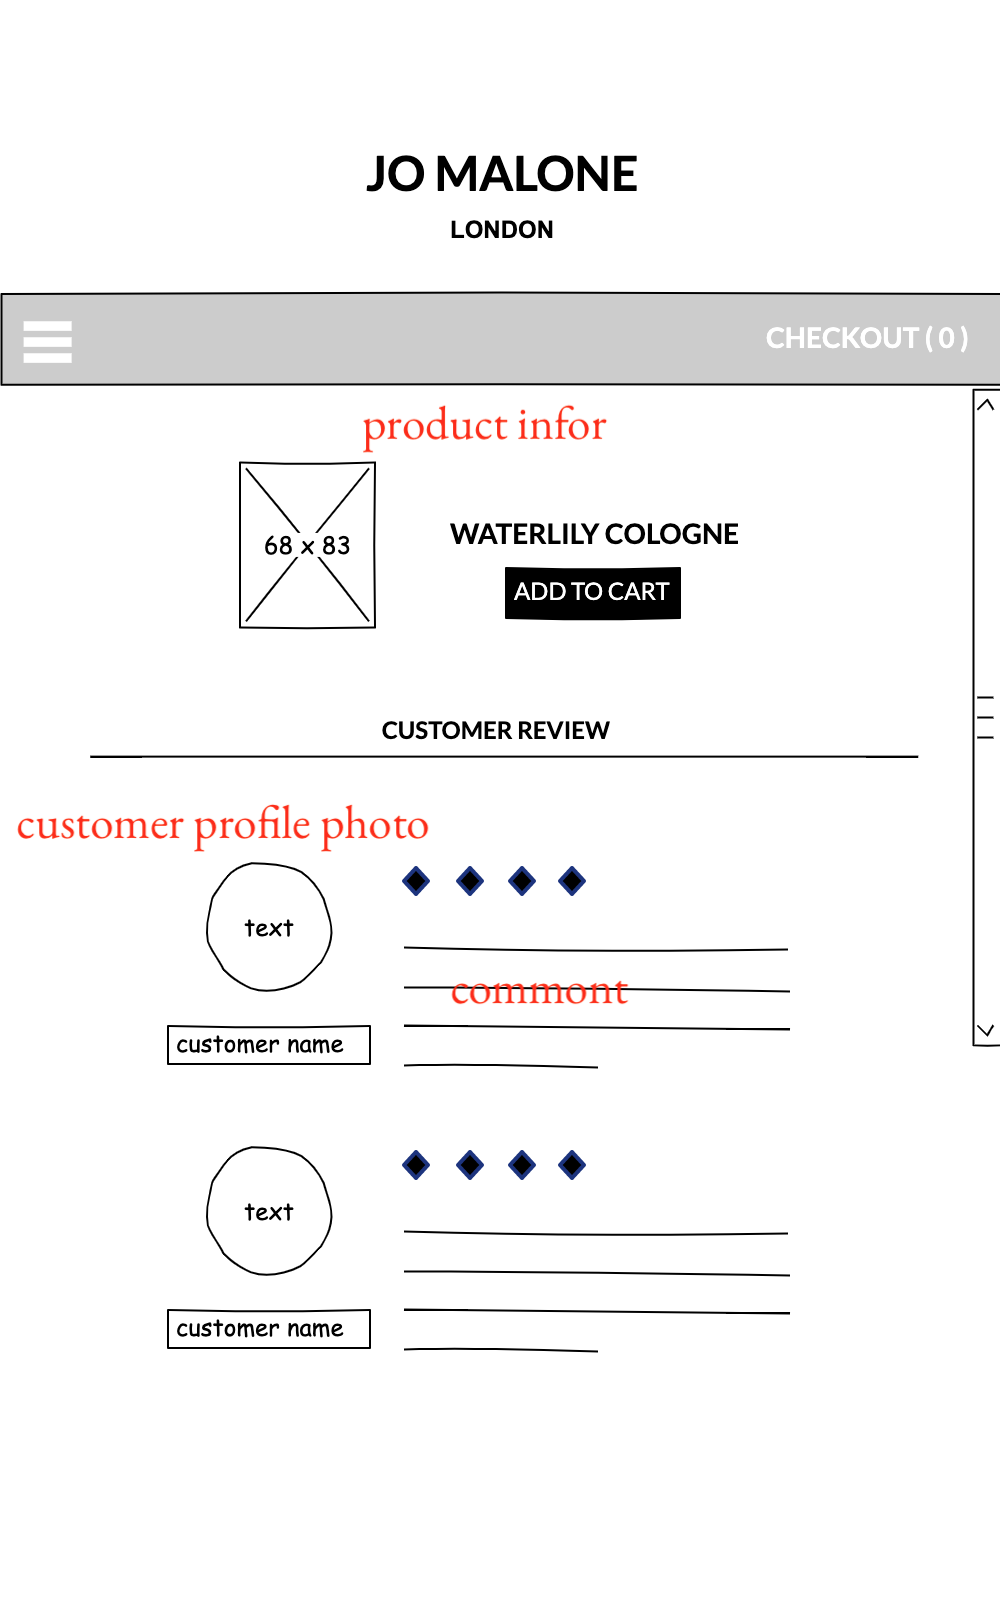 JO MALONE
LONDON
CHECKOUT ( 0 )
product infor
68 x 83
WATERLILY COLOGNE
ADD TO CART
CUSTOMER REVIEW
customer profile photo
text
commont
customer name
text
customer name